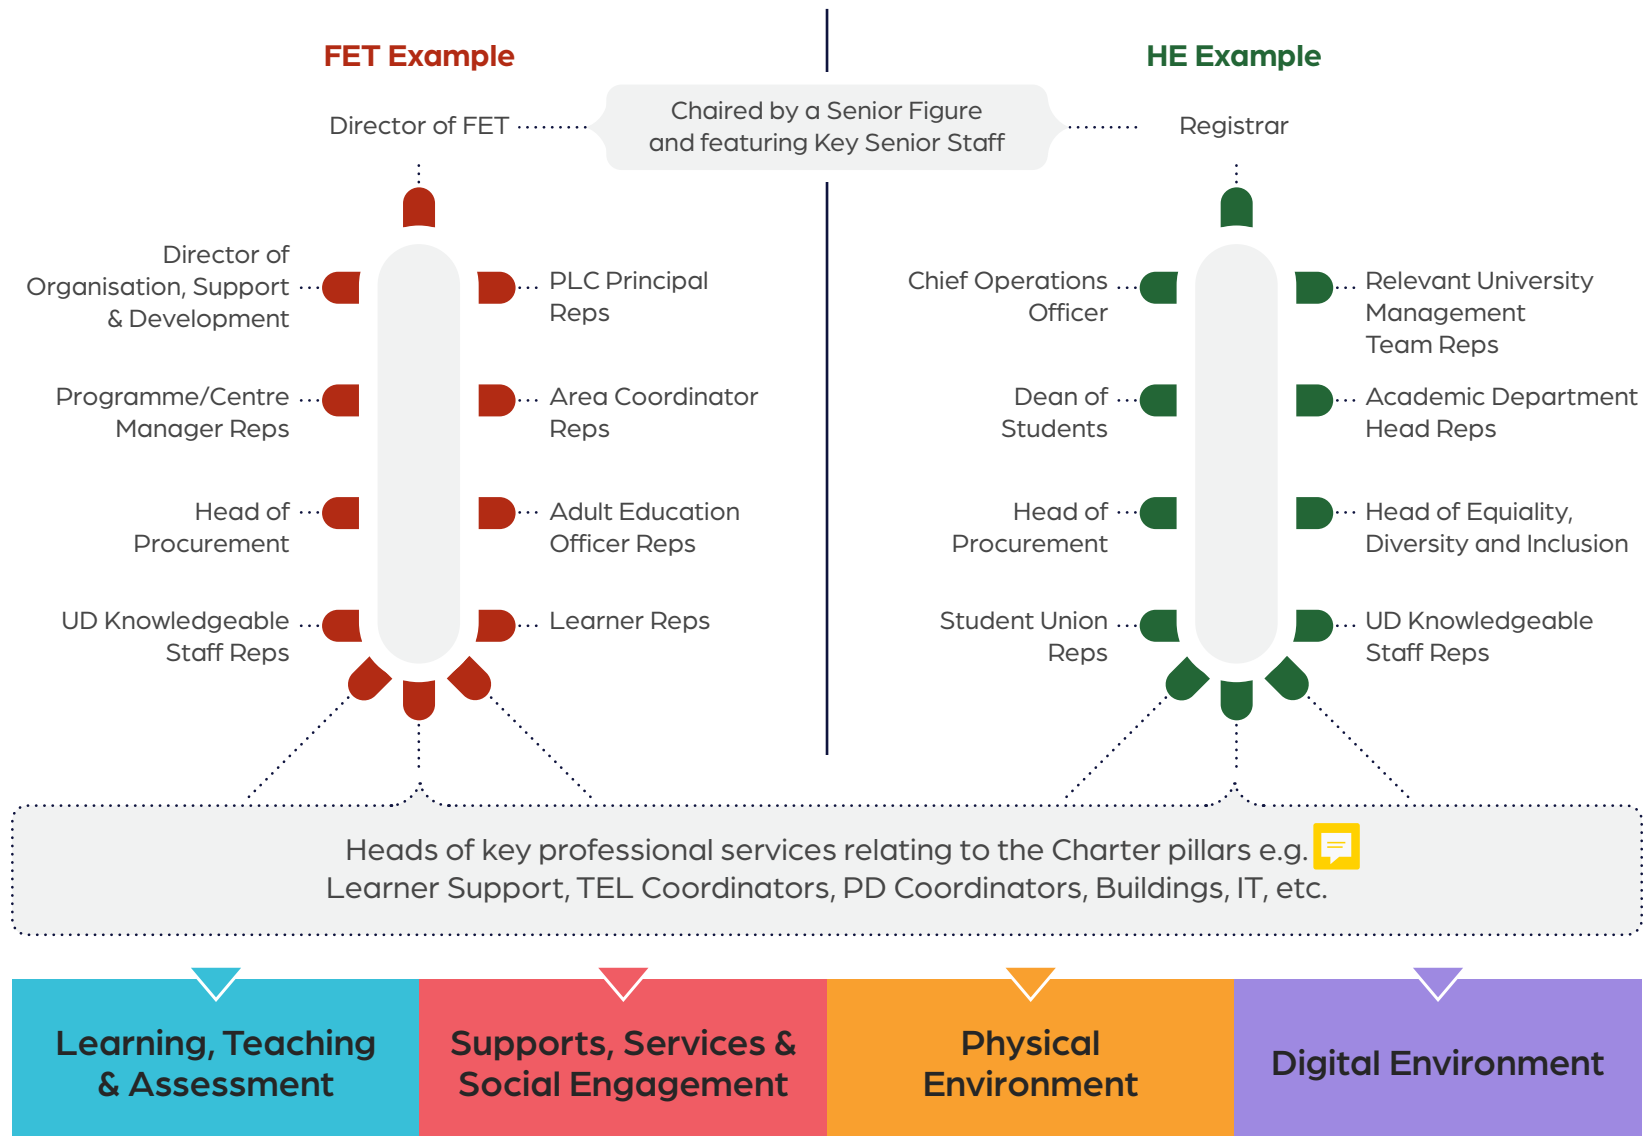 FET Example
HE Example
Chaired by a Senior Figure
and featuring Key Senior Staff
Director of FET
Registrar
Director of
Organisation, Support
& Development
PLC Principal
Reps
Programme/Centre
Manager Reps
Area Coordinator
Reps
Head of
Procurement
Adult Education
Officer Reps
UD Knowledgeable
Staff Reps
Learner Reps
Chief Operations
Officer
Relevant University
Management
Team Reps
Dean of
Students
Academic Department
Head Reps
Head of
Procurement
Head of Equiality,
Diversity and Inclusion
Student Union
Reps
UD Knowledgeable
Staff Reps
Heads of key professional services relating to the Charter pillars e.g.
Learner Support, TEL Coordinators, PD Coordinators, Buildings, IT, etc.
Learning, Teaching
& Assessment
Supports, Services &
Social Engagement
Physical
Environment
Digital Environment